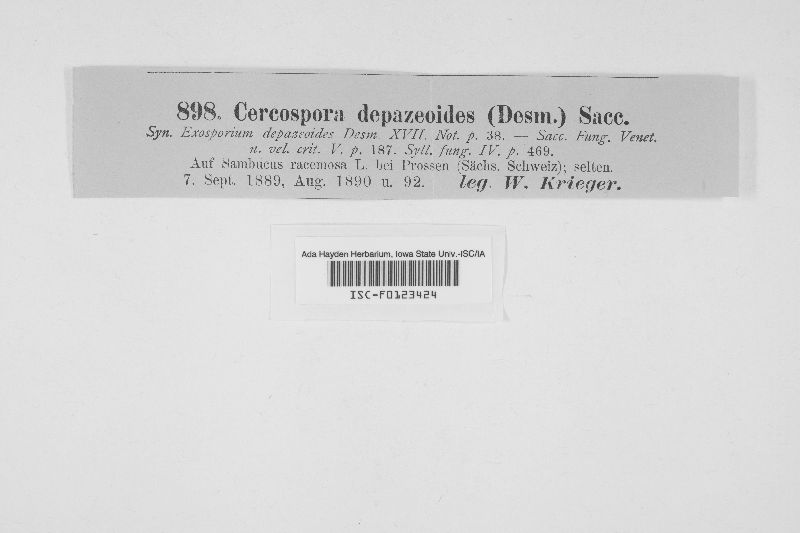 898. Cercospora depazeoides (Desm.) Sacc.
Syn. Exosporium depazeoides Desm. XVII. Not. p. 38. — Sacc. Fung. Venet.
n. vel. crit. V. p. 187. Syll. fung. IV. p. 469.
Auf Sambucus racemosa L. bei Prossen (Sächs. Schweiz); selten.
7. Sept. 1889, Aug. 1890 u. 92. leg. W. Krieger.
Ada Hayden Herbarium, Iowa State Univ.-ISC/IA
ISC-F0123424